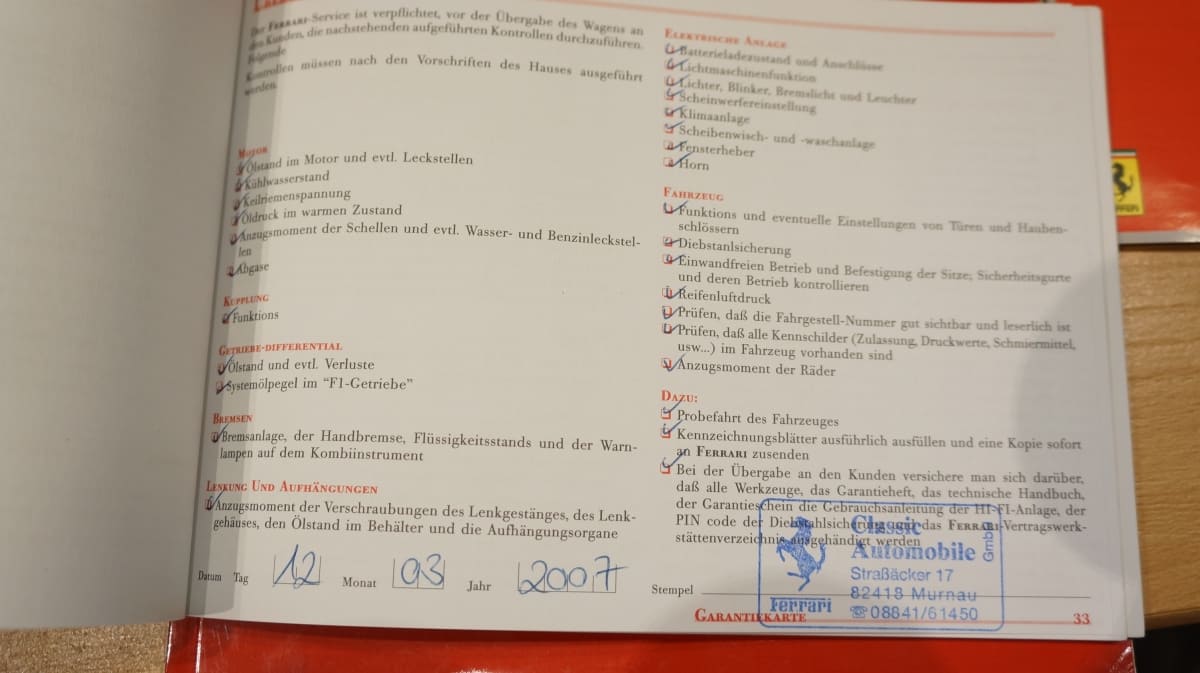 Der FERRARI-Service ist verpflichtet, vor der Übergabe des Wagens an
den Kunden, die nachstehenden aufgeführten Kontrollen durchzuführen.
Folgende
Kontrollen müssen nach den Vorschriften des Hauses ausgeführt
werden.
MOTOR
Ölstand im Motor und evtl. Leckstellen
Kühlwasserstand
Keilriemenspannung
Öldruck im warmen Zustand
Anzugsmoment der Schellen und evtl. Wasser- und Benzinleckstel-
len
Abgase
KUPPLUNG
Funktions
GETRIEBE-DIFFERENTIAL
Ölstand und evtl. Verluste
Systemölpegel im "F1-Getriebe"
BREMSEN
Bremsanlage, der Handbremse, Flüssigkeitsstands und der Warn-
lampen auf dem Kombiinstrument
LENKUNG UND AUFHÄNGUNGEN
Anzugsmoment der Verschraubungen des Lenkgestänges, des Lenk-
gehäuses, den Ölstand im Behälter und die Aufhängungsorgane
Datum Tag 12 Monat 03 Jahr 2007
ELEKTRISCHE ANLAGE
Batterieladezustand und Anschlüsse
Lichtmaschinenfunktion
Lichter, Blinker, Bremslicht und Leuchter
Scheinwerfereinstellung
Klimaanlage
Scheibenwisch- und -waschanlage
Fensterheber
Horn
FAHRZEUG
Funktions und eventuelle Einstellungen von Türen und Hauben-
schlössern
Diebstanlsicherung
Einwandfreien Betrieb und Befestigung der Sitze; Sicherheitsgurte
und deren Betrieb kontrollieren
Reifenluftdruck
Prüfen, daß die Fahrgestell-Nummer gut sichtbar und leserlich ist
Prüfen, daß alle Kennschilder (Zulassung, Druckwerte, Schmiermittel,
usw...) im Fahrzeug vorhanden sind
Anzugsmoment der Räder
DAZU:
Probefahrt des Fahrzeuges
Kennzeichnungsblätter ausführlich ausfüllen und eine Kopie sofort
an FERRARI zusenden
Bei der Übergabe an den Kunden versichere man sich darüber,
daß alle Werkzeuge, das Garantieheft, das technische Handbuch,
der Garantieschein die Gebrauchsanleitung der HI-FI-Anlage, der
PIN code der Diebstahlsicherung und das FERRARI-Vertragswerk-
stättenverzeichnis ausgehändigt werden
Stempel
Classic
Automobile GmbH
Straßäcker 17
82418 Murnau
☎08841/61450
Ferrari
GARANTIEKARTE 33